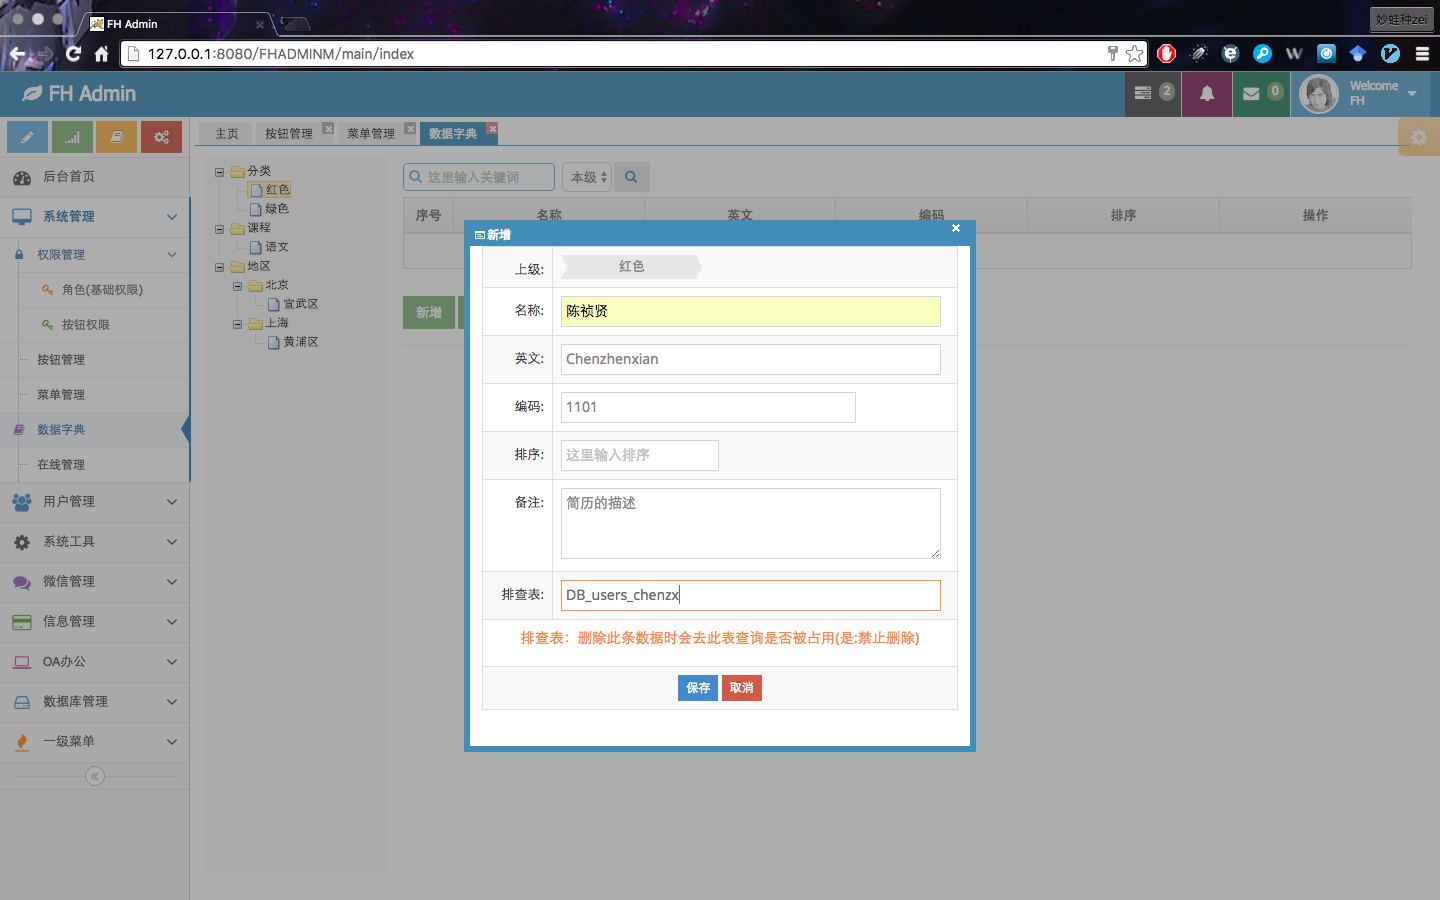 FH Admin
妙蛙种zei
127.0.0.1:8080/FHADMINM/main/index
FH Admin
2
0
Welcome
FH
主页
按钮管理
菜单管理
数据字典
后台首页
系统管理
权限管理
角色(基础权限)
按钮权限
按钮管理
菜单管理
数据字典
在线管理
用户管理
系统工具
微信管理
信息管理
OA办公
数据库管理
一级菜单
分类
红色
绿色
课程
语文
地区
北京
宣武区
上海
黄浦区
这里输入关键词
本级
序号 名称 英文 编码 排序 操作
新增
新增
上级: 红色
名称: 陈祯贤
英文: Chenzhenxian
编码: 1101
排序: 这里输入排序
备注: 简历的描述
排查表: DB_users_chenzx
排查表：删除此条数据时会去此表查询是否被占用(是:禁止删除)
保存 取消